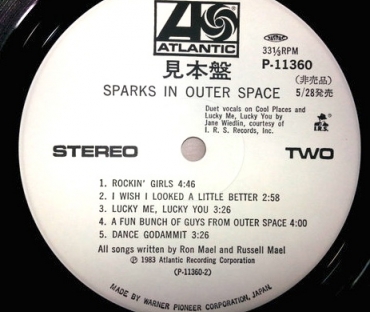 ATLANTIC
33⅓RPM
見本盤
P-11360
(非売品)
SPARKS IN OUTER SPACE
5/28発売
Duet vocals on Cool Places and
Lucky Me, Lucky You by
Jane Wiedlin, courtesy of
I. R. S. Records, Inc.
STEREO
TWO
1. ROCKIN' GIRLS 4:46
2. I WISH I LOOKED A LITTLE BETTER 2:58
3. LUCKY ME, LUCKY YOU 3:26
4. A FUN BUNCH OF GUYS FROM OUTER SPACE 4:00
5. DANCE GODAMMIT 3:26
All songs written by Ron Mael and Russell Mael
Ⓟ 1983 Atlantic Recording Corporation
(P-11360-2)
MADE BY WARNER PIONEER CORPORATION, JAPAN.